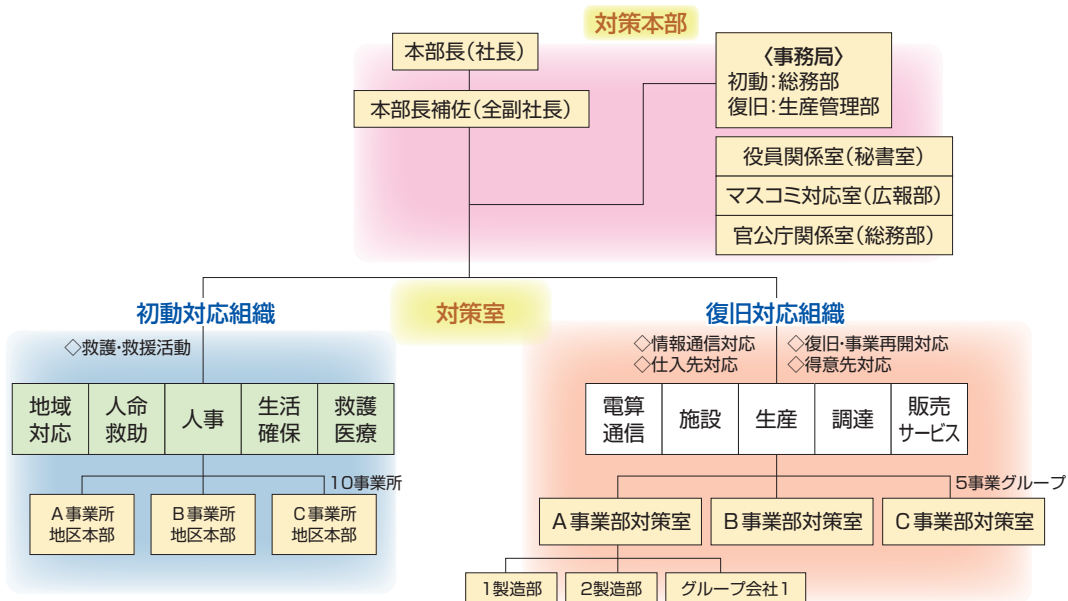 対策本部
本部長(社長)
本部長補佐(全副社長)
〈事務局〉
初動:総務部
復旧:生産管理部
役員関係室(秘書室)
マスコミ対応室(広報部)
官公庁関係室(総務部)
対策室
初動対応組織
◇救護・救援活動
地域
対応
人命
救助
人事
生活
確保
救護
医療
10事業所
A事業所
地区本部
B事業所
地区本部
C事業所
地区本部
復旧対応組織
◇情報通信対応
◇復旧・事業再開対応
◇仕入先対応
◇得意先対応
電算
通信
施設
生産
調達
販売
サービス
5事業グループ
A事業部対策室
B事業部対策室
C事業部対策室
1製造部
2製造部
グループ会社1